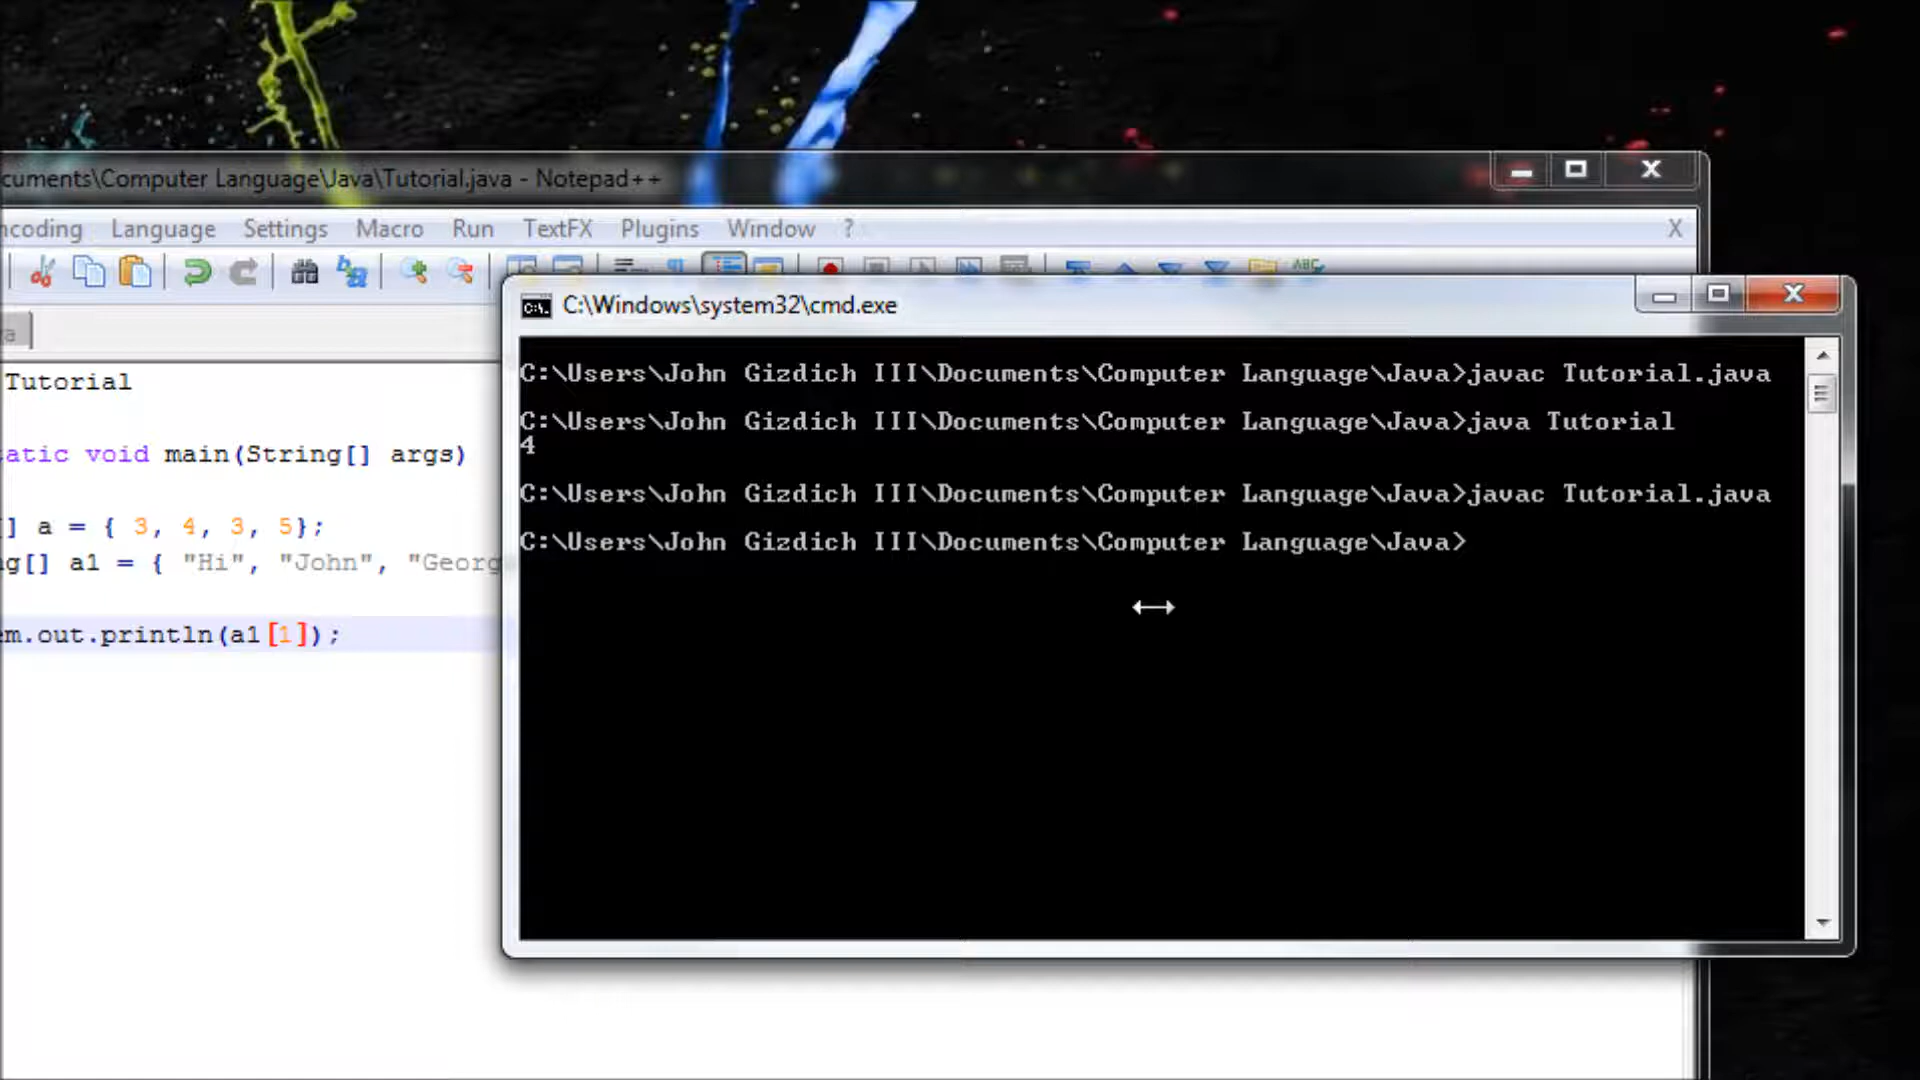 cuments\Computer Language\Java\Tutorial.java - Notepad++
ncoding Language Settings Macro Run TextFX Plugins Window ? X
ABC
C:\Windows\system32\cmd.exe
a
Tutorial
atic void main(String[] args)
[] a = { 3, 4, 3, 5};
ng[] a1 = { "Hi", "John", "Georg
em.out.println(a1[1]);
C:\Users\John Gizdich III\Documents\Computer Language\Java>javac Tutorial.java
C:\Users\John Gizdich III\Documents\Computer Language\Java>java Tutorial
4
C:\Users\John Gizdich III\Documents\Computer Language\Java>javac Tutorial.java
C:\Users\John Gizdich III\Documents\Computer Language\Java>